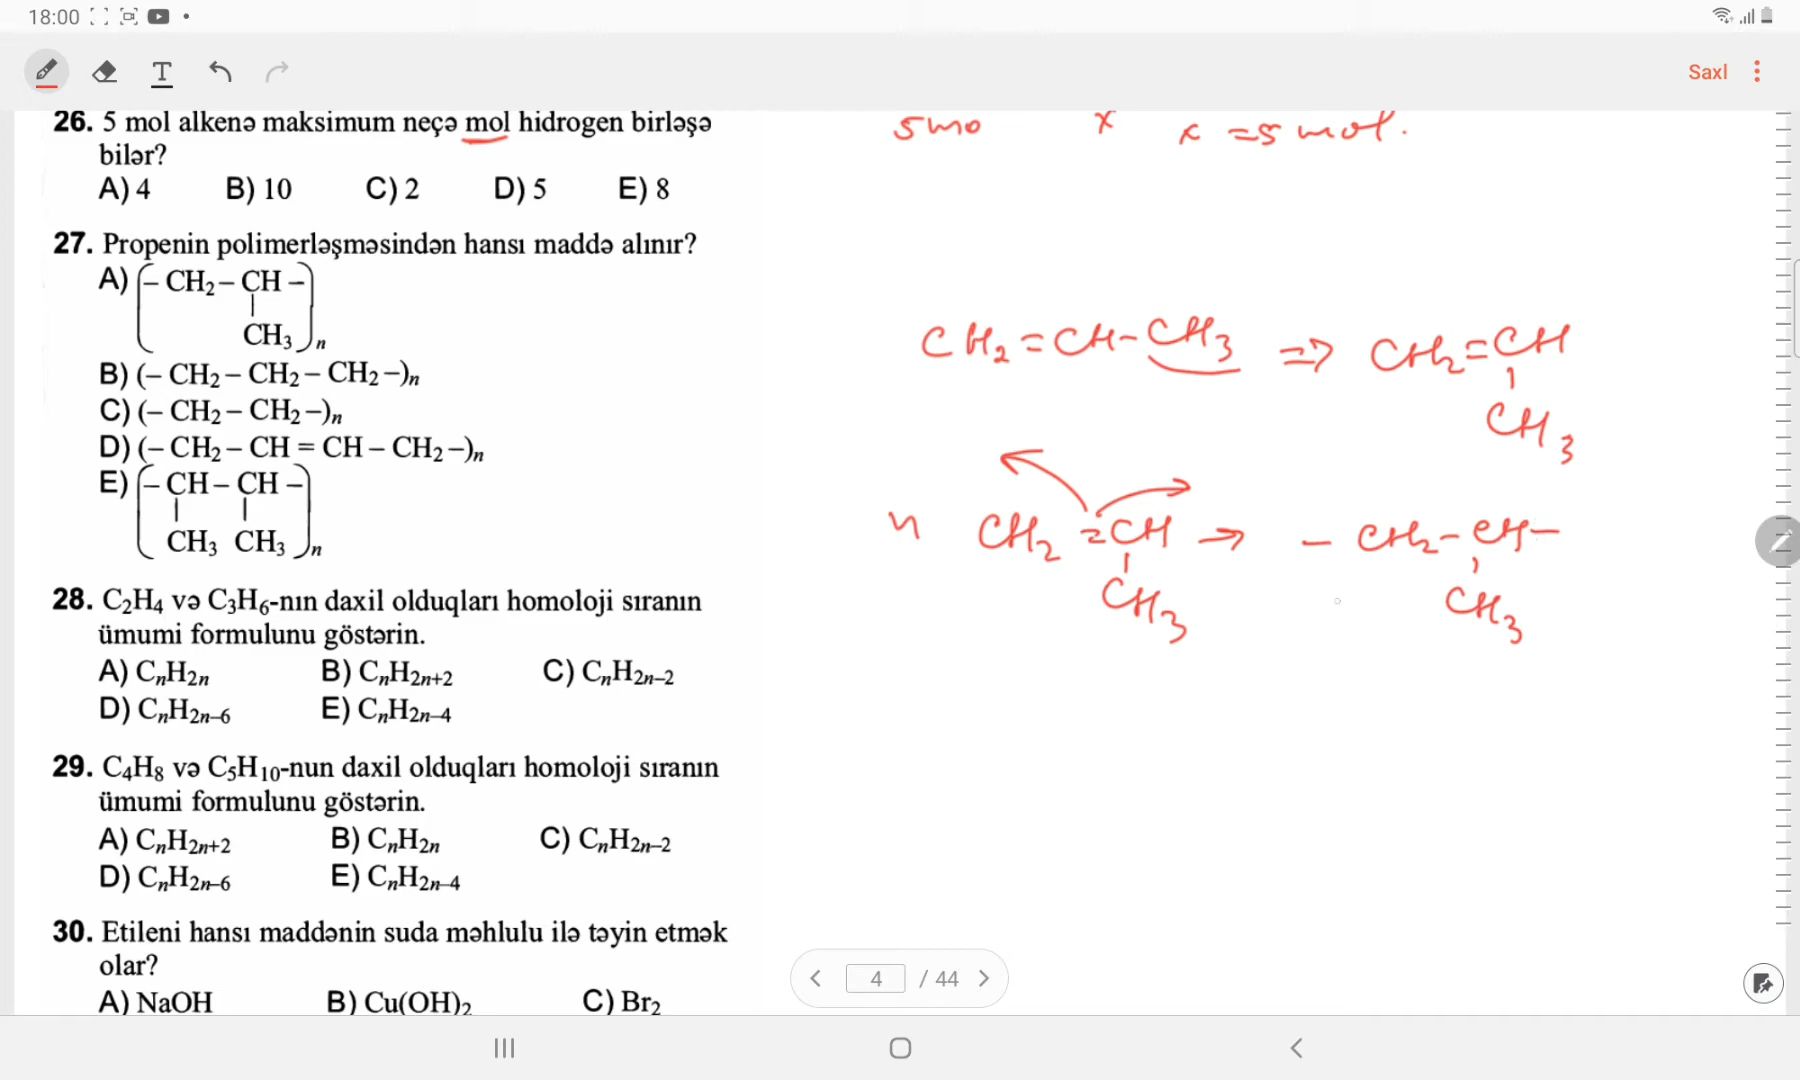 18:00
Saxl
26. 5 mol alkenə maksimum neçə mol hidrogen birləşə
bilər?
A) 4 B) 10 C) 2 D) 5 E) 8
5mo x x =5 mol.
27. Propenin polimerləşməsindən hansı maddə alınır?
A) (– CH₂ – CH –
|
CH₃)ₙ
B) (– CH₂ – CH₂ – CH₂ –)ₙ
C) (– CH₂ – CH₂ –)ₙ
D) (– CH₂ – CH = CH – CH₂ –)ₙ
E) (– CH – CH –
| |
CH₃ CH₃)ₙ
CH₂ = CH - CH₃ ⇒ CH₂ = CH
|
CH₃
n CH₂ = CH → - CH₂ - CH -
| |
CH₃ CH₃
28. C₂H₄ və C₃H₆-nın daxil olduqları homoloji sıranın
ümumi formulunu göstərin.
A) CₙH₂ₙ B) CₙH₂ₙ₊₂ C) CₙH₂ₙ₋₂
D) CₙH₂ₙ₋₆ E) CₙH₂ₙ₋₄
29. C₄H₈ və C₅H₁₀-nun daxil olduqları homoloji sıranın
ümumi formulunu göstərin.
A) CₙH₂ₙ₊₂ B) CₙH₂ₙ C) CₙH₂ₙ₋₂
D) CₙH₂ₙ₋₆ E) CₙH₂ₙ₋₄
30. Etileni hansı maddənin suda məhlulu ilə təyin etmək
olar?
A) NaOH B) Cu(OH)₂ C) Br₂
4 / 44